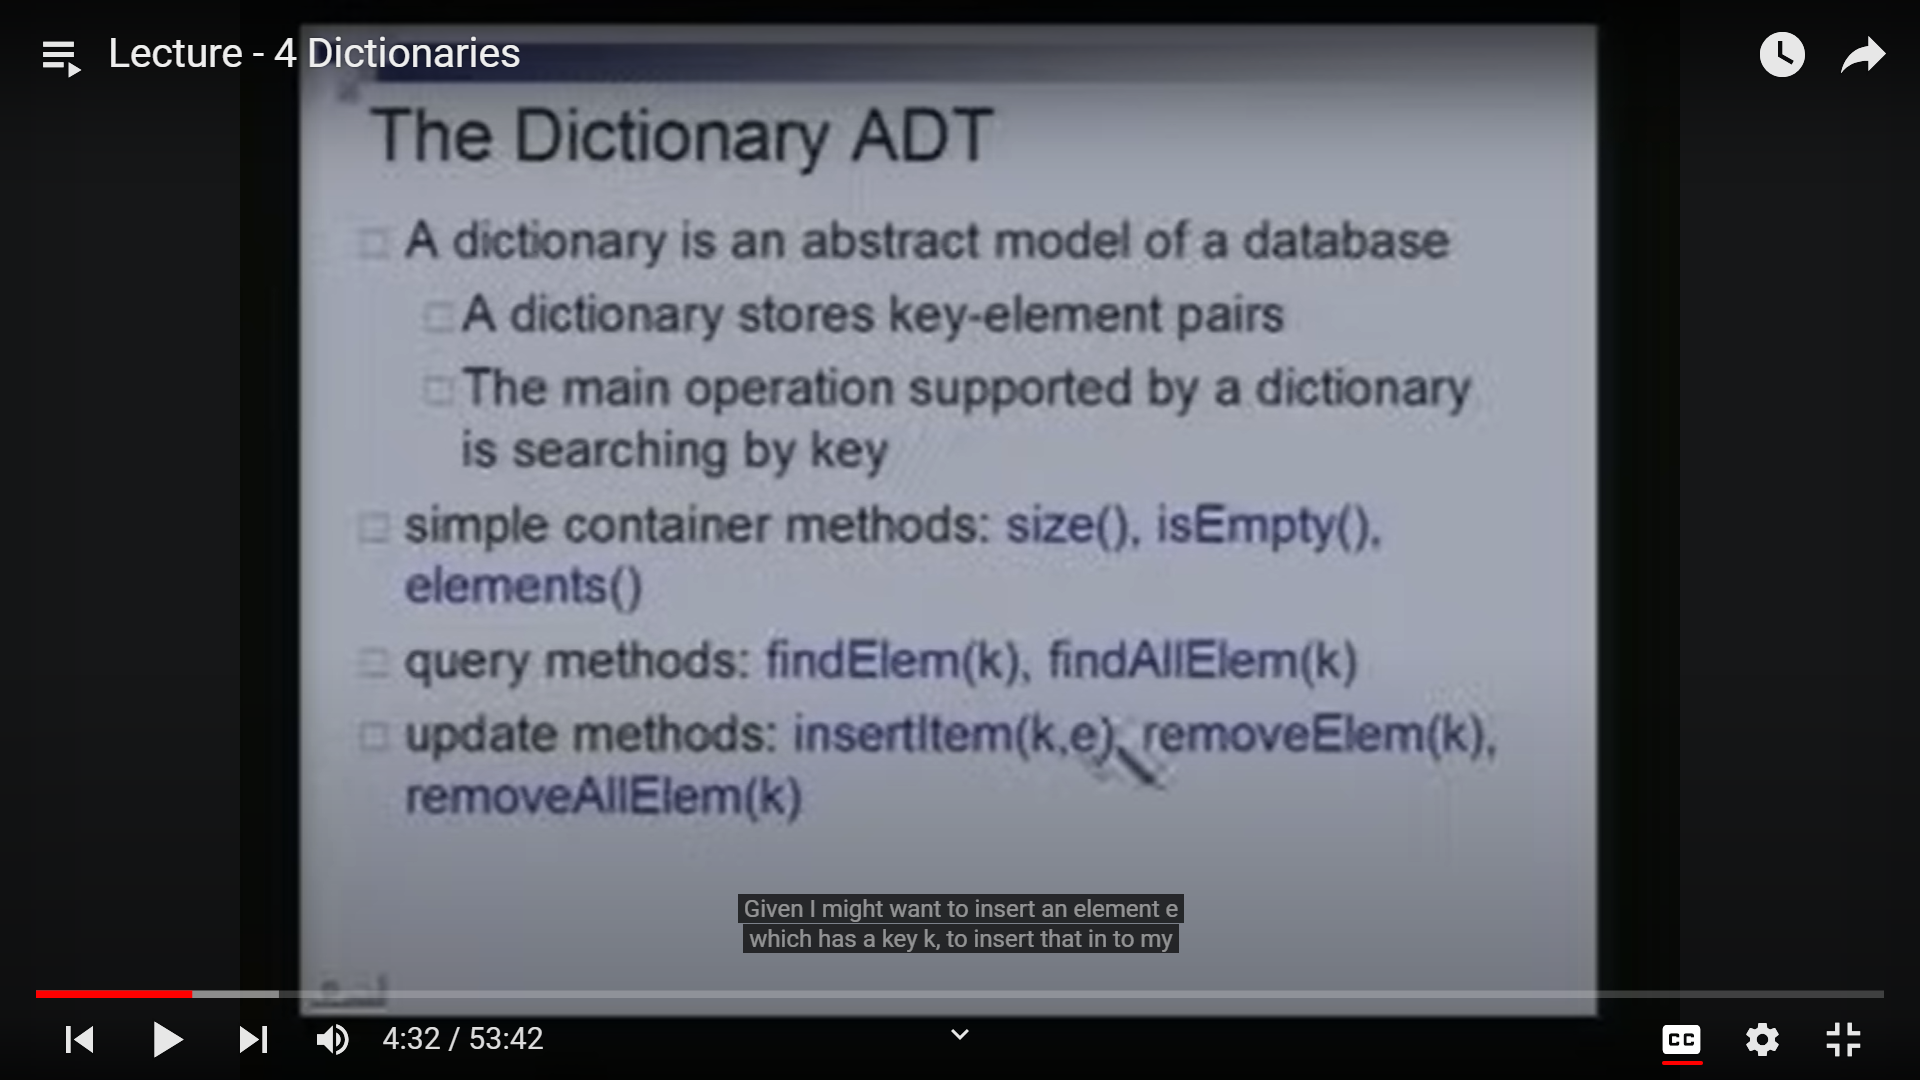 Lecture - 4 Dictionaries
The Dictionary ADT
A dictionary is an abstract model of a database
A dictionary stores key-element pairs
The main operation supported by a dictionary
is searching by key
simple container methods: size(), isEmpty(),
elements()
query methods: findElem(k), findAllElem(k)
update methods: insertItem(k,e), removeElem(k),
removeAllElem(k)
Given I might want to insert an element e
which has a key k, to insert that in to my
4:32 / 53:42
CC